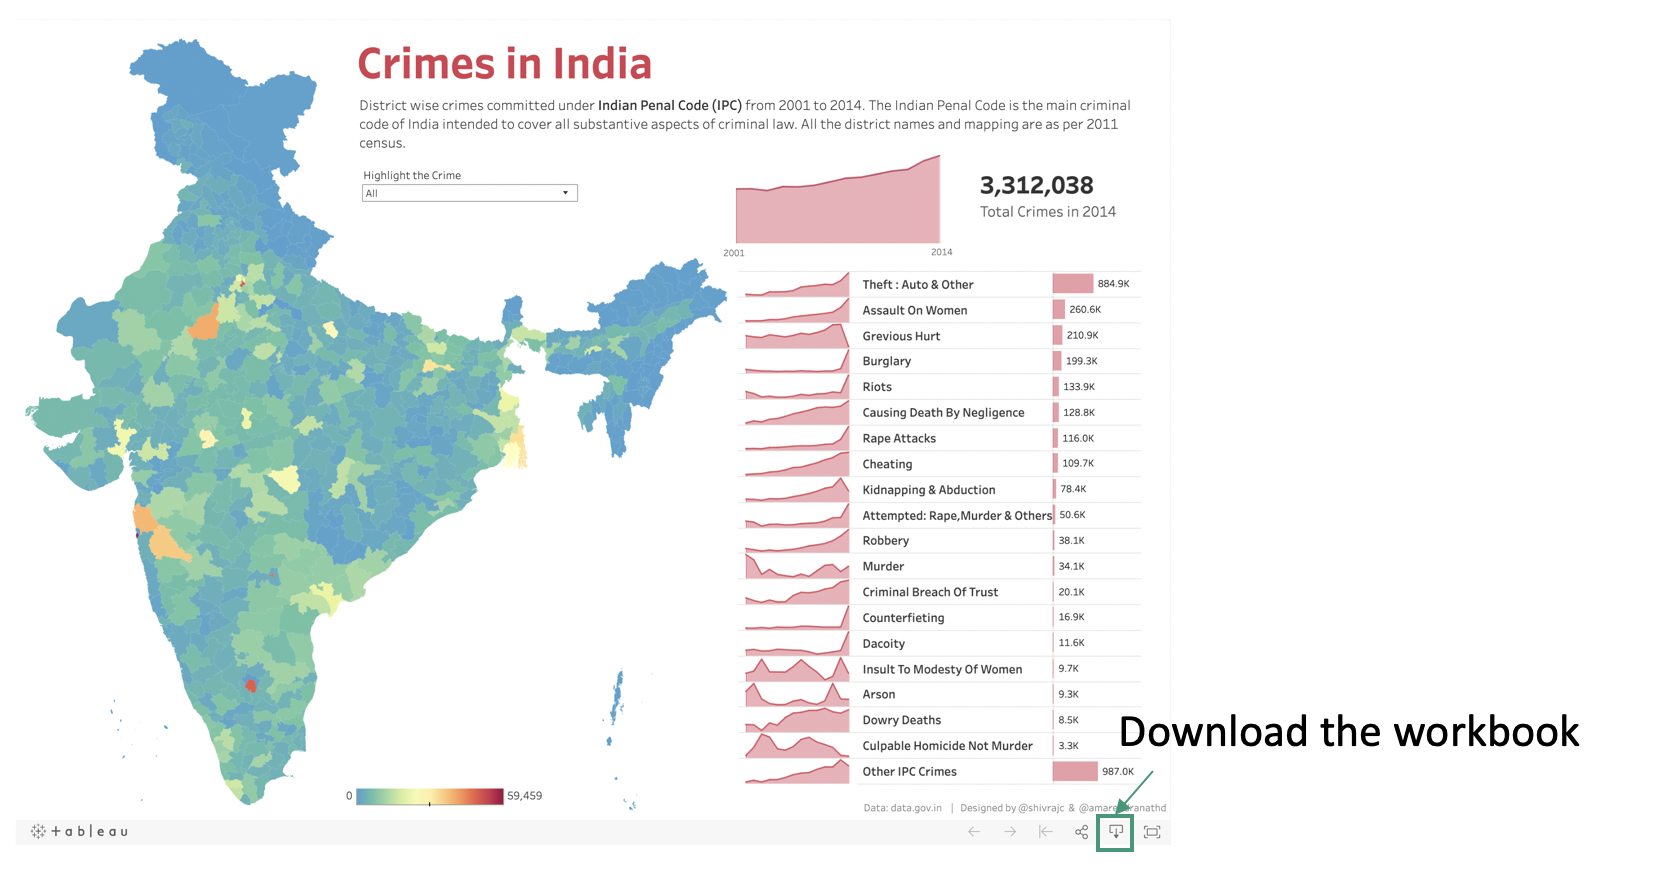 Crimes in India
District wise crimes committed under Indian Penal Code (IPC) from 2001 to 2014. The Indian Penal Code is the main criminal
code of India intended to cover all substantive aspects of criminal law. All the district names and mapping are as per 2011
census.
Highlight the Crime
All
3,312,038
Total Crimes in 2014
2001
2014
Theft : Auto & Other 884.9K
Assault On Women 260.6K
Grevious Hurt 210.9K
Burglary 199.3K
Riots 133.9K
Causing Death By Negligence 128.8K
Rape Attacks 116.0K
Cheating 109.7K
Kidnapping & Abduction 78.4K
Attempted: Rape,Murder & Others 50.6K
Robbery 38.1K
Murder 34.1K
Criminal Breach Of Trust 20.1K
Counterfieting 16.9K
Dacoity 11.6K
Insult To Modesty Of Women 9.7K
Arson 9.3K
Dowry Deaths 8.5K
Culpable Homicide Not Murder 3.3K
Other IPC Crimes 987.0K
Download the workbook
0
59,459
Data: data.gov.in | Designed by @shivrajc &
+ableau